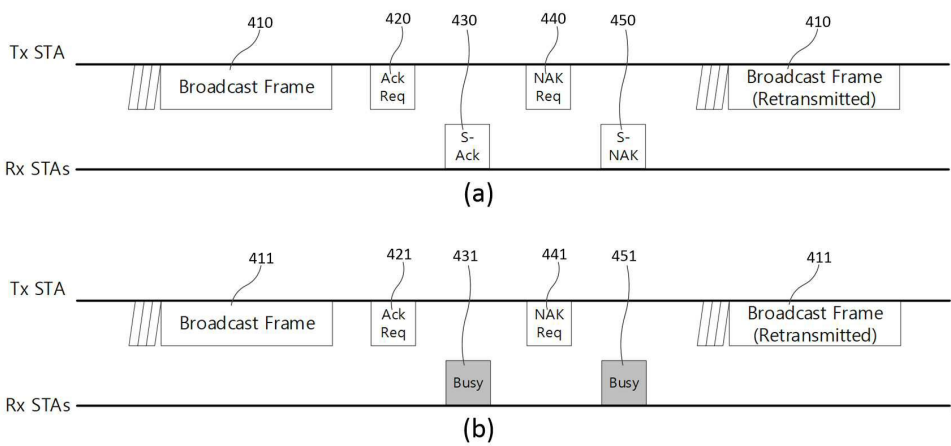 410 420 430 440 450 410
Tx STA
Broadcast Frame
Ack
Req
NAK
Req
Broadcast Frame
(Retransmitted)
S-
Ack
S-
NAK
Rx STAs
(a)
411 421 431 441 451 411
Tx STA
Broadcast Frame
Ack
Req
NAK
Req
Broadcast Frame
(Retransmitted)
Busy
Busy
Rx STAs
(b)